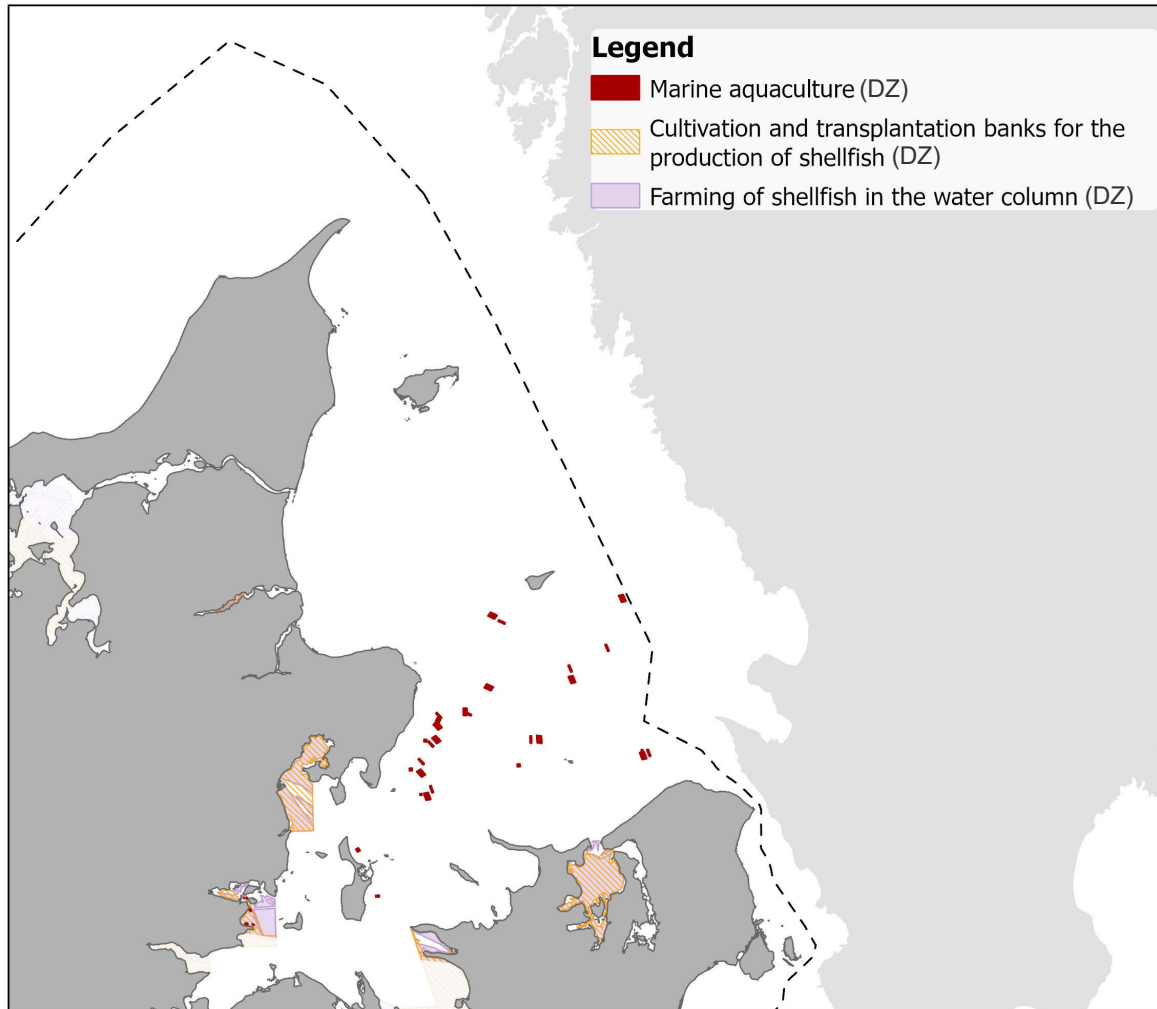 Legend
Marine aquaculture (DZ)
Cultivation and transplantation banks for the
production of shellfish (DZ)
Farming of shellfish in the water column (DZ)